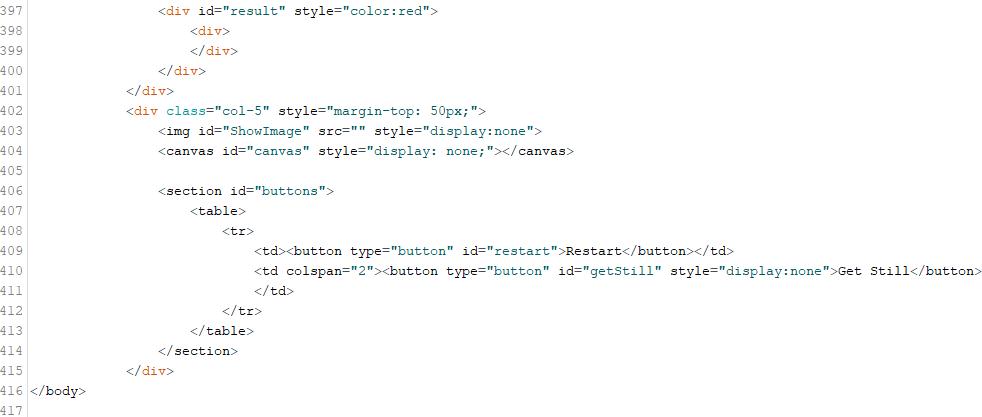 397                 <div id="result" style="color:red">
398                     <div>
399                     </div>
400                 </div>
401             </div>
402             <div class="col-5" style="margin-top: 50px;">
403                 <img id="ShowImage" src="" style="display:none">
404                 <canvas id="canvas" style="display: none;"></canvas>
405
406                 <section id="buttons">
407                     <table>
408                         <tr>
409                             <td><button type="button" id="restart">Restart</button></td>
410                             <td colspan="2"><button type="button" id="getStill" style="display:none">Get Still</button>
411                             </td>
412                         </tr>
413                     </table>
414                 </section>
415             </div>
416 </body>
417